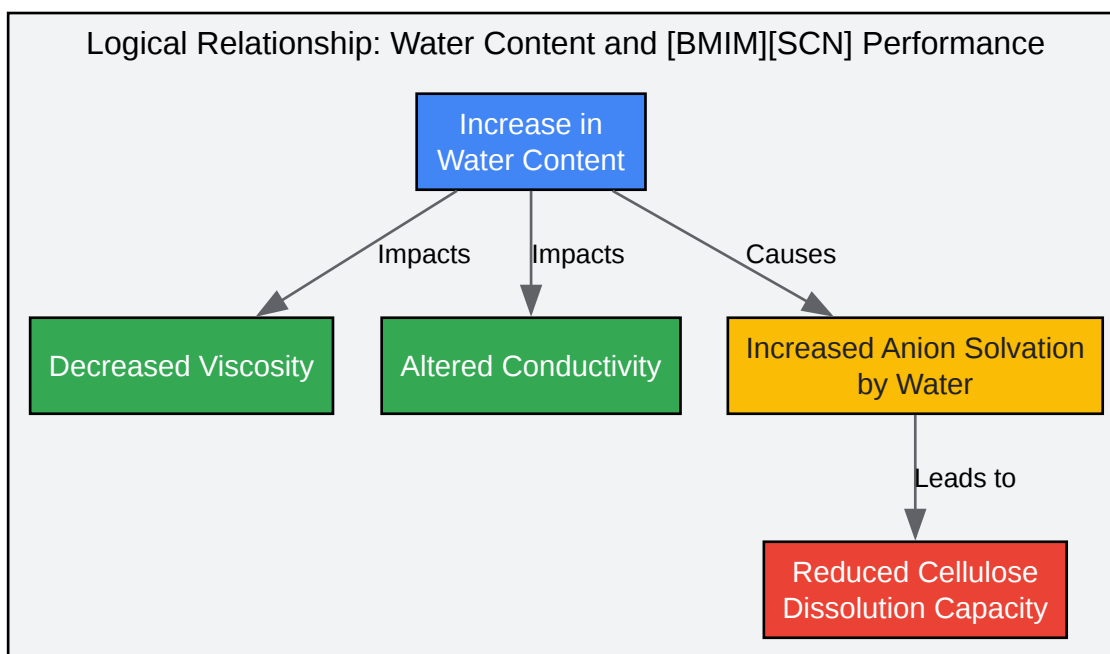 Logical Relationship: Water Content and [BMIM][SCN] Performance
Increase in
Water Content
Impacts
Impacts
Causes
Decreased Viscosity
Altered Conductivity
Increased Anion Solvation
by Water
Leads to
Reduced Cellulose
Dissolution Capacity